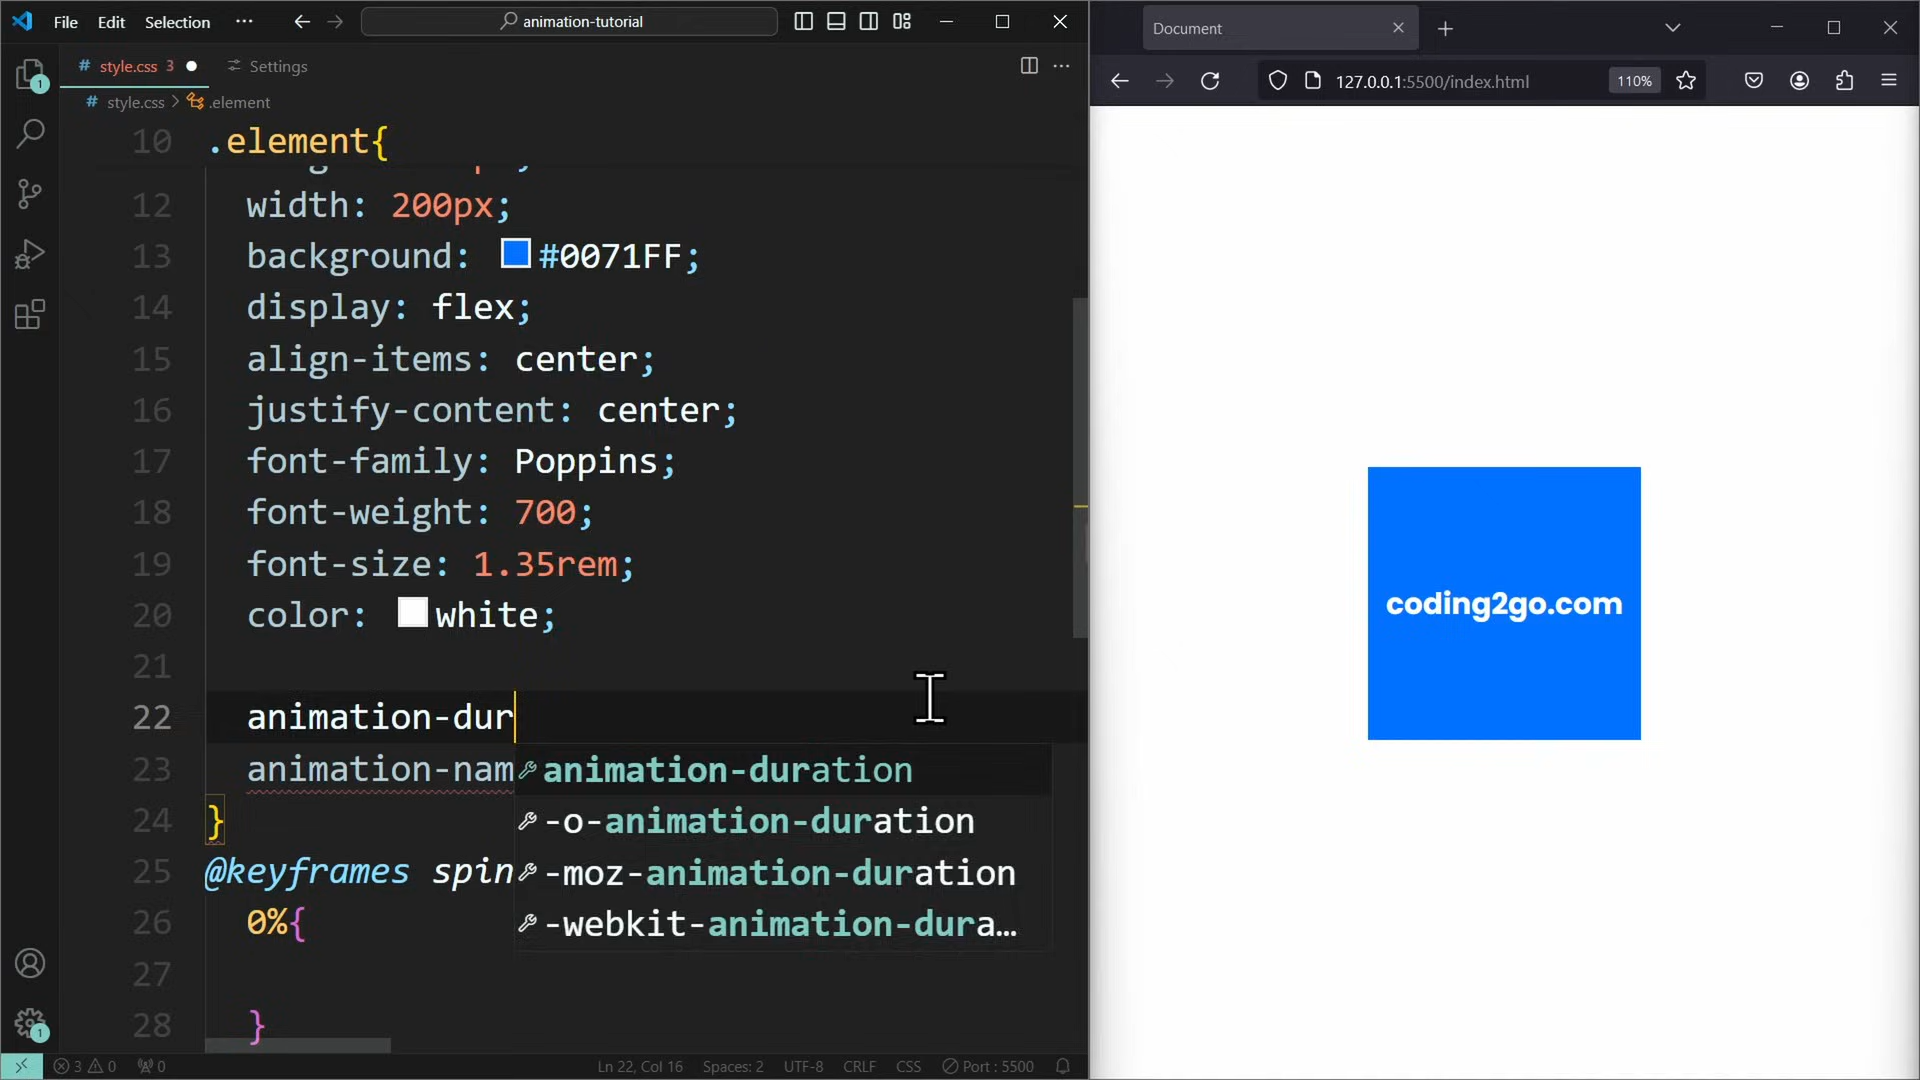 File Edit Selection ··· animation-tutorial
# style.css 3 Settings
# style.css > .element
10 .element{
12 width: 200px;
13 background: #0071FF;
14 display: flex;
15 align-items: center;
16 justify-content: center;
17 font-family: Poppins;
18 font-weight: 700;
19 font-size: 1.35rem;
20 color: white;
21
22 animation-dur
23 animation-nam
animation-duration
24 }
-o-animation-duration
25 @keyframes spin
-moz-animation-duration
26 0%{
-webkit-animation-dura…
27
28 }
1
1
3 0 0 Ln 22, Col 16 Spaces: 2 UTF-8 CRLF CSS Port : 5500
Document
127.0.0.1:5500/index.html 110%
coding2go.com